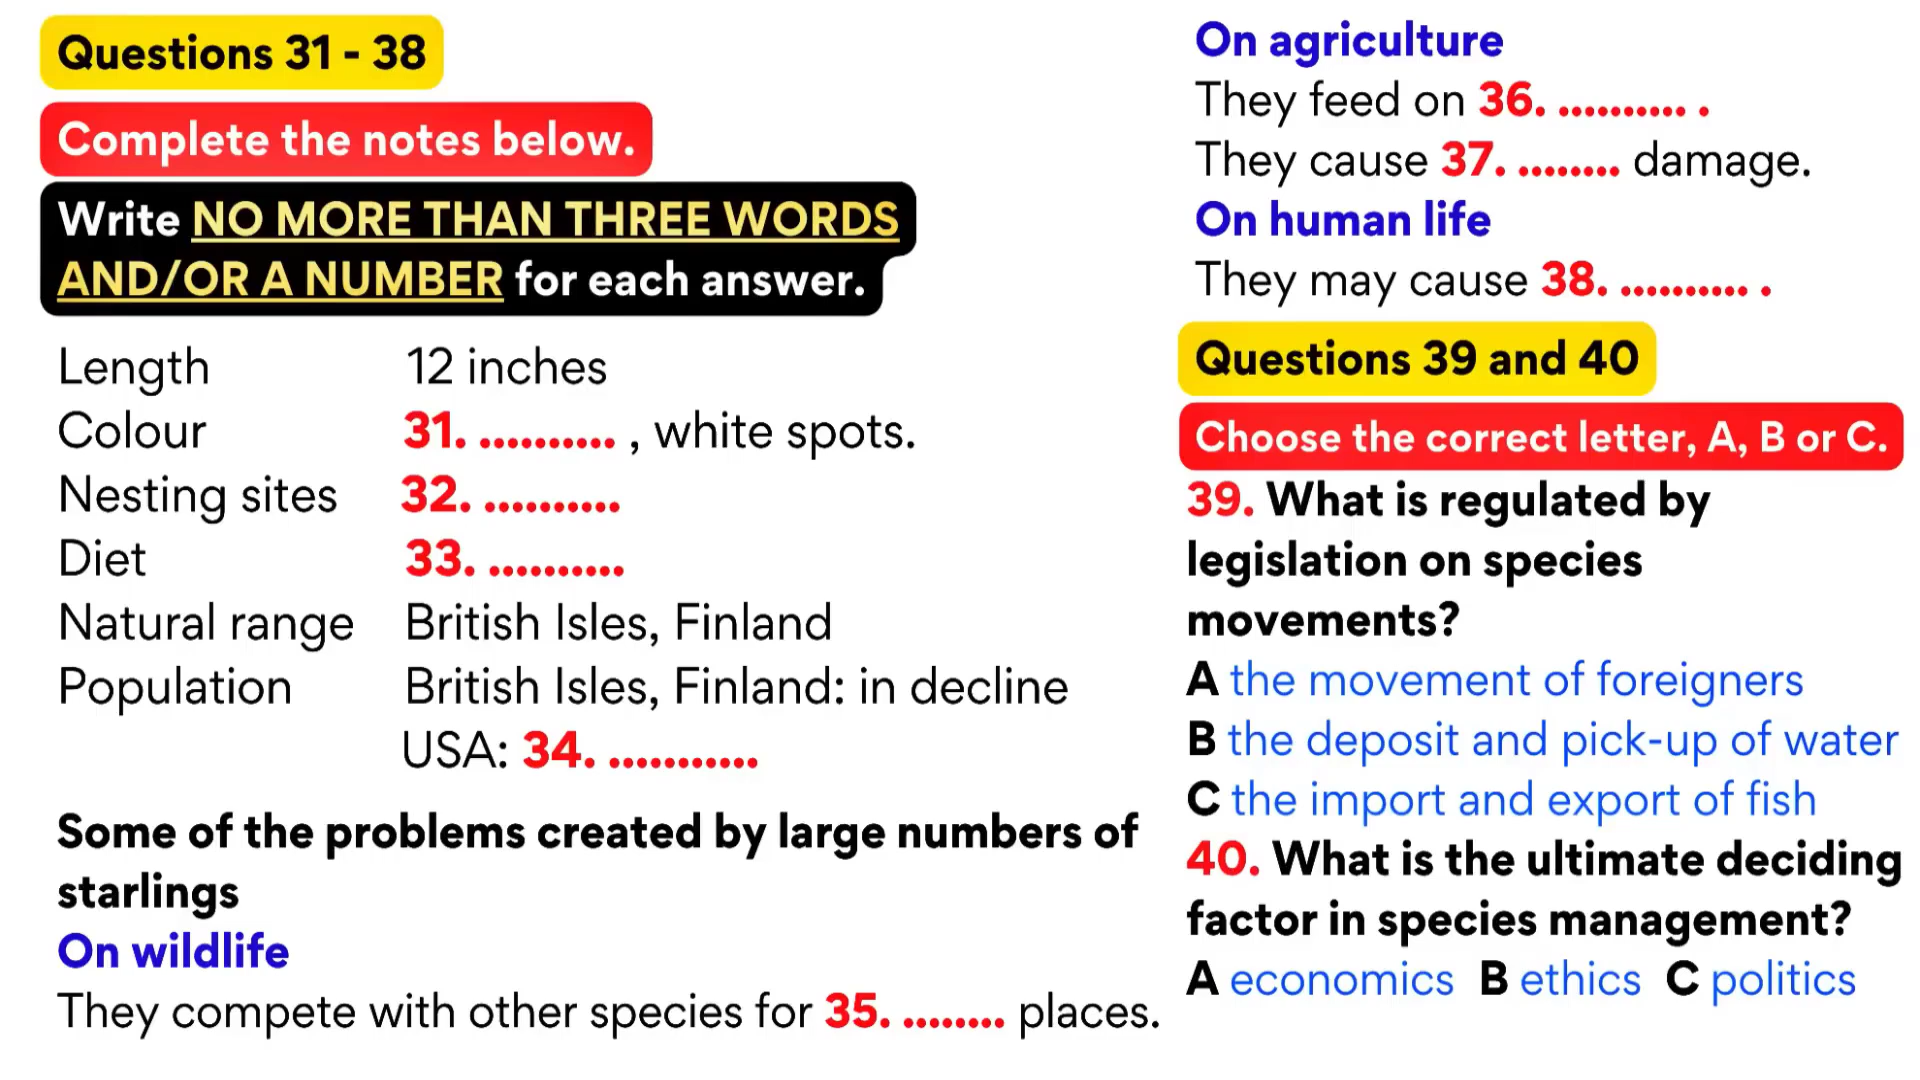 Questions 31 - 38
Complete the notes below.
Write NO MORE THAN THREE WORDS
AND/OR A NUMBER for each answer.
Length 12 inches
Colour 31. .......... , white spots.
Nesting sites 32. ..........
Diet 33. ..........
Natural range British Isles, Finland
Population British Isles, Finland: in decline
USA: 34. ...........
Some of the problems created by large numbers of
starlings
On wildlife
They compete with other species for 35. ........ places.
On agriculture
They feed on 36. .......... .
They cause 37. ........ damage.
On human life
They may cause 38. .......... .
Questions 39 and 40
Choose the correct letter, A, B or C.
39. What is regulated by
legislation on species
movements?
A the movement of foreigners
B the deposit and pick-up of water
C the import and export of fish
40. What is the ultimate deciding
factor in species management?
A economics B ethics C politics